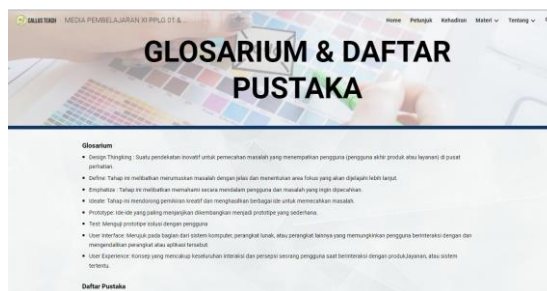 GALLUS TEACH MEDIA PEMBELAJARAN XI PPLG 01 &... Home Petunjuk Kehadiran Materi Tentang
GLOSARIUM & DAFTAR
PUSTAKA
Glosarium
• Design Thingking : Suatu pendekatan inovatif untuk pemecahan masalah yang menempatkan pengguna (pengguna akhir produk atau layanan) di pusat
perhatian.
• Define: Tahap ini melibatkan merumuskan masalah dengan jelas dan menentukan area fokus yang akan dijelajahi lebih lanjut.
• Emphatize : Tahap ini melibatkan memahami secara mendalam pengguna dan masalah yang ingin dipecahkan.
• Ideate: Tahap ini mendorong pemikiran kreatif dan menghasilkan berbagai ide untuk memecahkan masalah.
• Prototype: Ide-ide yang paling menjanjikan dikembangkan menjadi prototipe yang sederhana.
• Test: Menguji prototipe solusi dengan pengguna
• User Interface: Merujuk pada bagian dari sistem komputer, perangkat lunak, atau perangkat lainnya yang memungkinkan pengguna berinteraksi dengan dan
mengendalikan perangkat atau aplikasi tersebut
• User Experience: Konsep yang mencakup keseluruhan interaksi dan persepsi seorang pengguna saat berinteraksi dengan produk,layanan, atau sistem
tertentu.
Daftar Pustaka